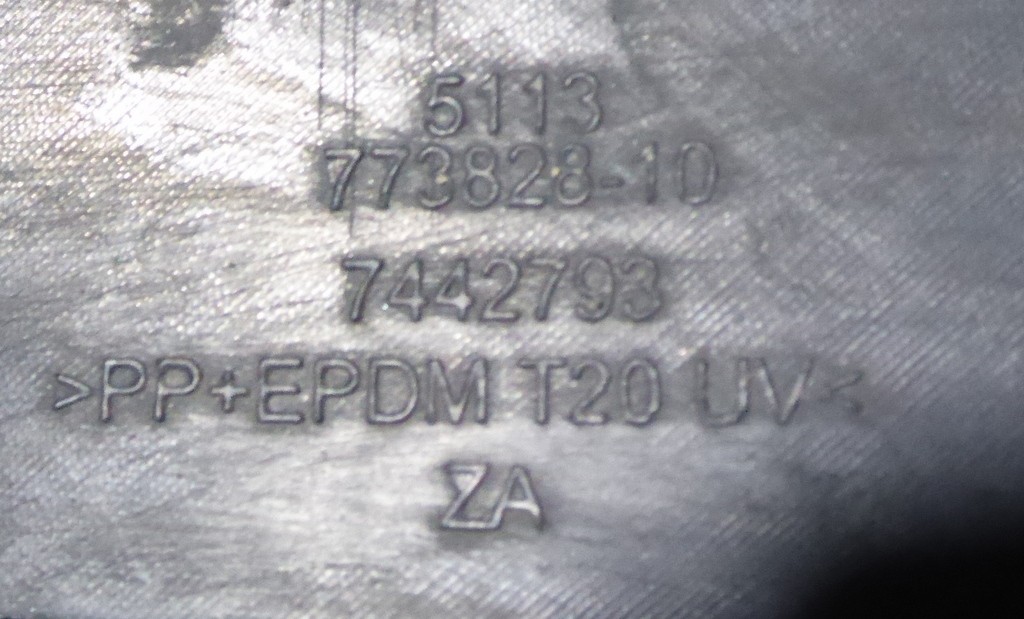 5113
773828-10
7442793
>PP+EPDM T20 UV<
ZA